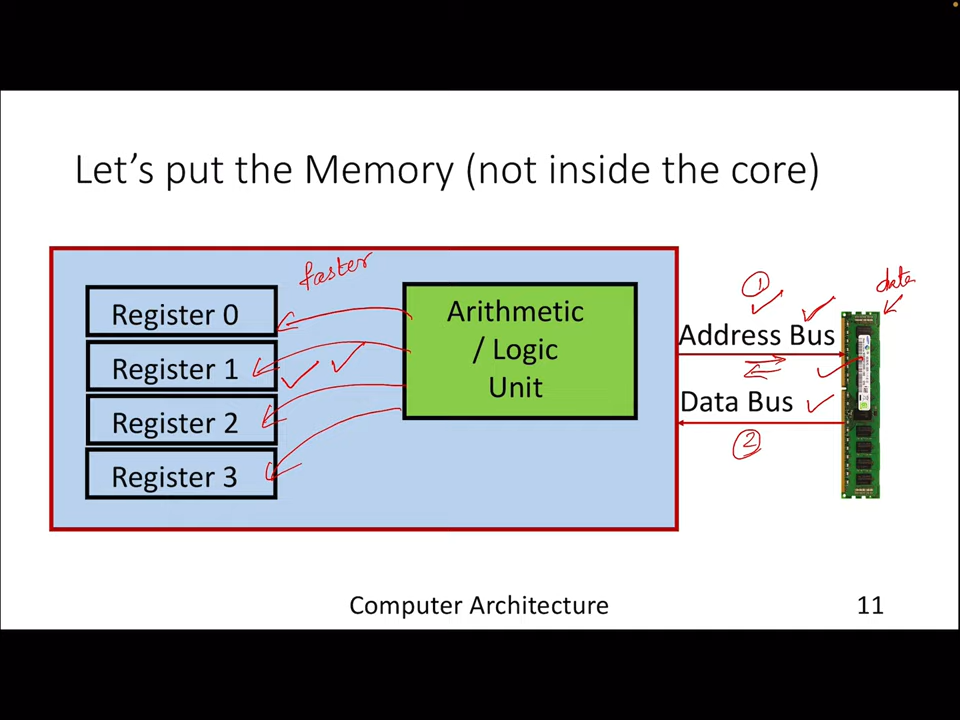 Let's put the Memory (not inside the core)
faster
Register 0
Register 1
Register 2
Register 3
Arithmetic
/ Logic
Unit
1
Address Bus
Data Bus
2
data
Computer Architecture
11